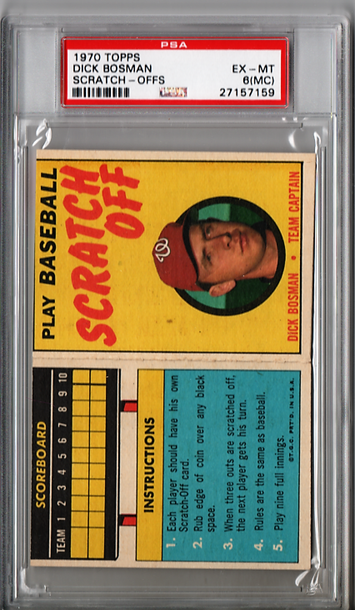 PSA
1970 TOPPS
DICK BOSMAN
SCRATCH-OFFS
EX-MT
6(MC)
27157159
PLAY BASEBALL
SCRATCH
OFF
W
DICK BOSMAN • TEAM CAPTAIN
SCOREBOARD
TEAM 1 2 3 4 5 6 7 8 9 10
INSTRUCTIONS
1. Each player should have his own
Scratch-Off card.
2. Rub edge of coin over any black
space.
3. When three outs are scratched off,
the next player gets his turn.
4. Rules are the same as baseball.
5. Play nine full innings.
©T.C.G. PRT'D. IN U.S.A.